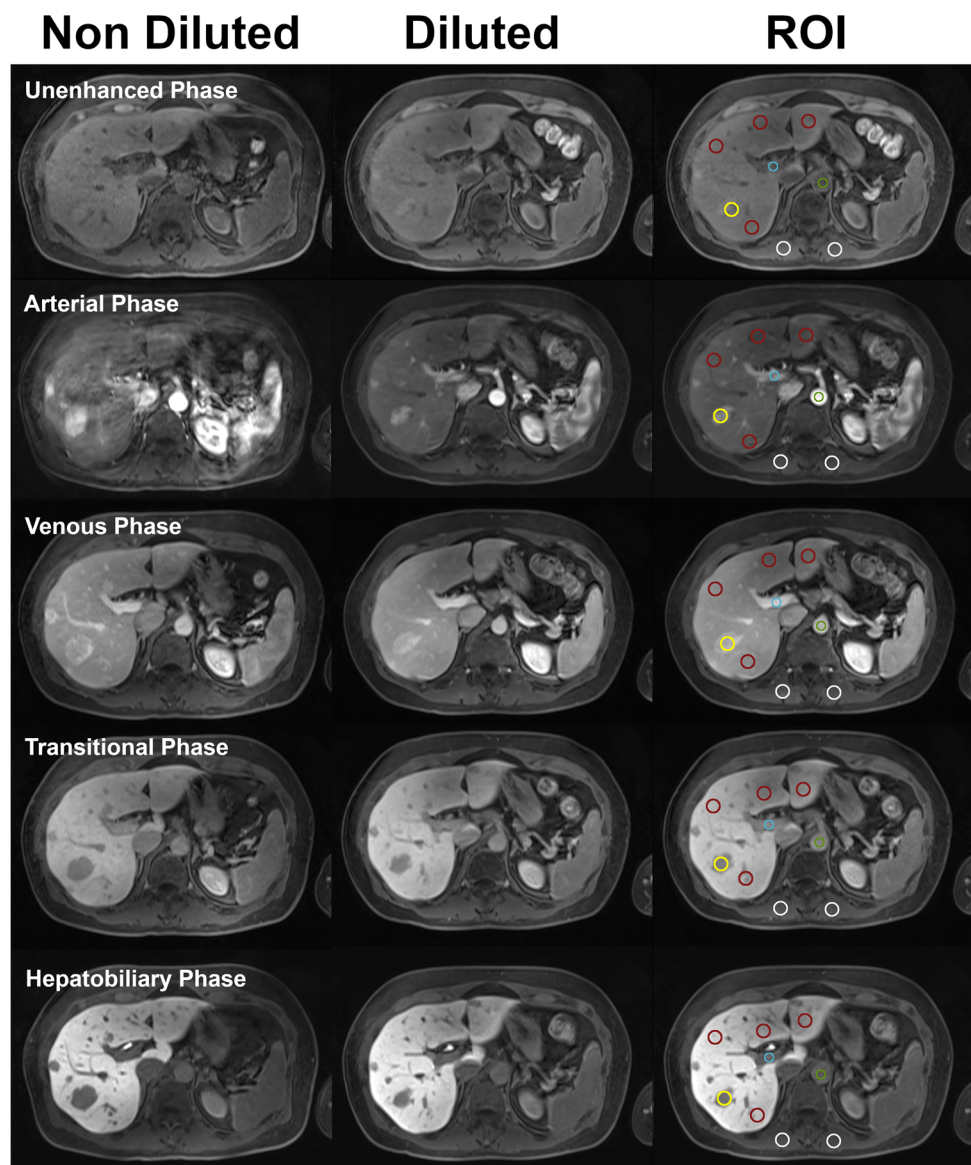 Non Diluted Diluted ROI
Unenhanced Phase
Arterial Phase
Venous Phase
Transitional Phase
Hepatobiliary Phase